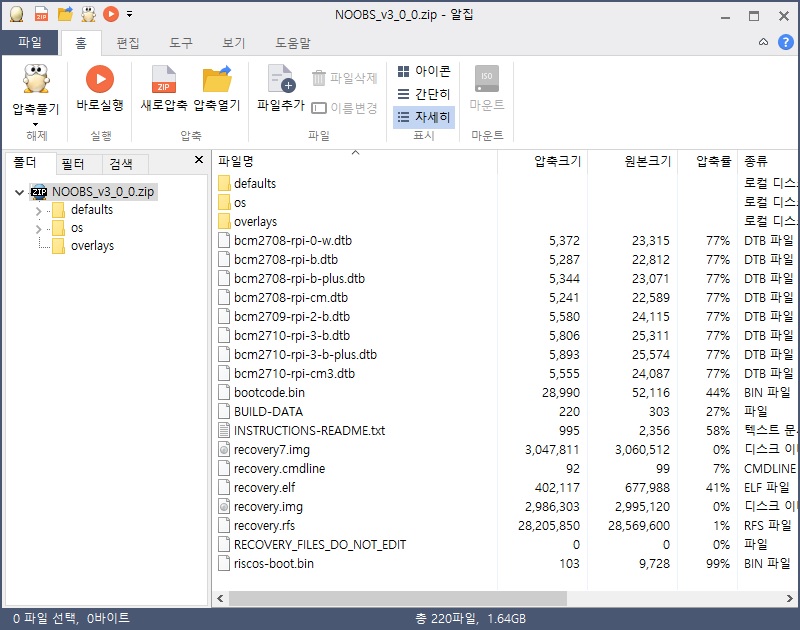 NOOBS_v3_0_0.zip - 알집
파일 홈 편집 도구 보기 도움말
압축풀기 바로실행 새로압축 압축열기 파일추가 파일삭제 이름변경 아이콘 간단히 자세히 마운트
해제 실행 압축 파일 표시 마운트
폴더 필터 검색
NOOBS_v3_0_0.zip
defaults
os
overlays
파일명 압축크기 원본크기 압축률 종류
defaults 로컬 디스
os 로컬 디스
overlays 로컬 디스
bcm2708-rpi-0-w.dtb 5,372 23,315 77% DTB 파일
bcm2708-rpi-b.dtb 5,287 22,812 77% DTB 파일
bcm2708-rpi-b-plus.dtb 5,344 23,071 77% DTB 파일
bcm2708-rpi-cm.dtb 5,241 22,589 77% DTB 파일
bcm2709-rpi-2-b.dtb 5,580 24,115 77% DTB 파일
bcm2710-rpi-3-b.dtb 5,806 25,311 77% DTB 파일
bcm2710-rpi-3-b-plus.dtb 5,893 25,574 77% DTB 파일
bcm2710-rpi-cm3.dtb 5,555 24,087 77% DTB 파일
bootcode.bin 28,990 52,116 44% BIN 파일
BUILD-DATA 220 303 27% 파일
INSTRUCTIONS-README.txt 995 2,356 58% 텍스트 문
recovery7.img 3,047,811 3,060,512 0% 디스크 이
recovery.cmdline 92 99 7% CMDLINE
recovery.elf 402,117 677,988 41% ELF 파일
recovery.img 2,986,303 2,995,120 0% 디스크 이
recovery.rfs 28,205,850 28,569,600 1% RFS 파일
RECOVERY_FILES_DO_NOT_EDIT 0 0 0% 파일
riscos-boot.bin 103 9,728 99% BIN 파일
0 파일 선택, 0바이트 총 220파일, 1.64GB